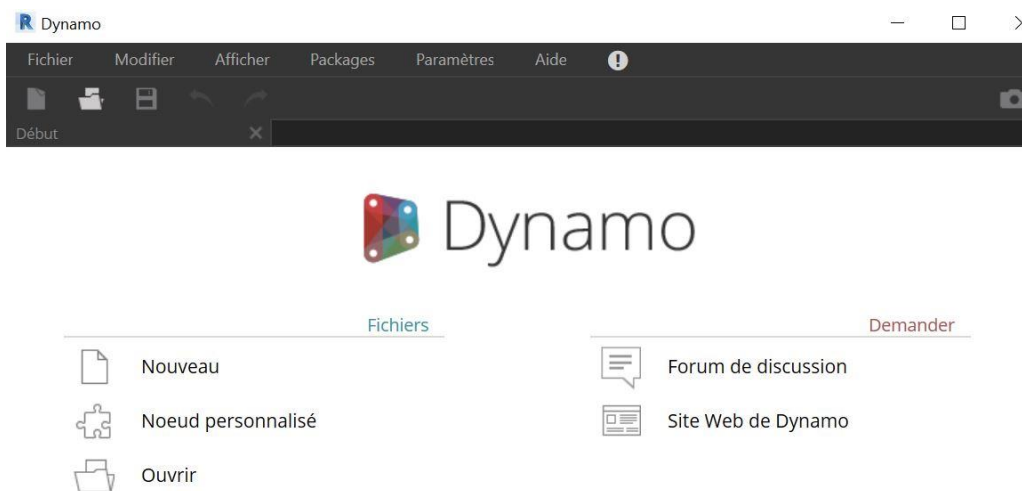 Dynamo
Fichier Modifier Afficher Packages Paramètres Aide
Début
Dynamo
Fichiers Demander
Nouveau Forum de discussion
Noeud personnalisé Site Web de Dynamo
Ouvrir